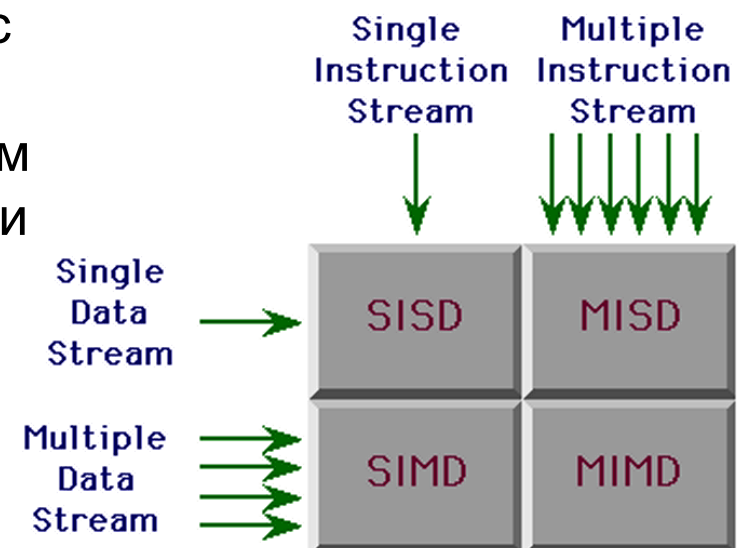 с
м
и
Single
Instruction
Stream
Multiple
Instruction
Stream
Single
Data
Stream
SISD
MISD
Multiple
Data
Stream
SIMD
MIMD